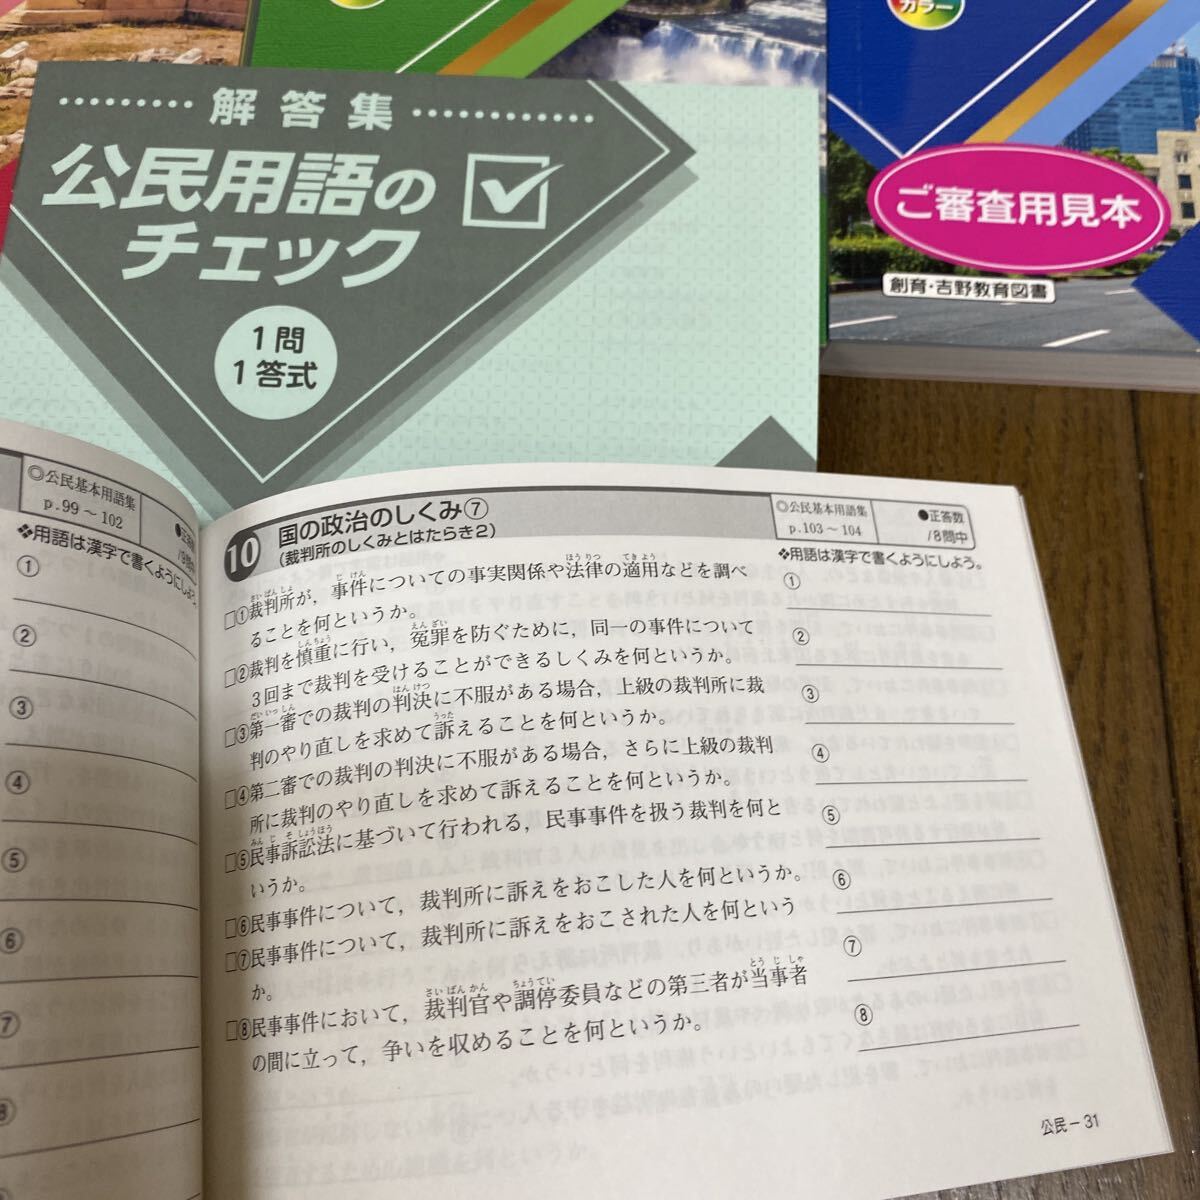 カラー
解答集
公民用語の
チェック
1問
1答式
ご審査用見本
創育・吉野教育図書
◎公民基本用語集
p.99～102
●正答数
/9問中
❖用語は漢字で書くようにしよう。
①
②
③
④
⑤
⑥
⑦
⑧
10 国の政治のしくみ⑦
(裁判所のしくみとはたらき2)
◎公民基本用語集
p.103～104
●正答数
/8問中
❖用語は漢字で書くようにしよう。
□①裁判所が，事件についての事実関係や法律の適用などを調べ
ることを何というか。
□②裁判を慎重に行い，冤罪を防ぐために，同一の事件について
3回まで裁判を受けることができるしくみを何というか。
□③第一審での裁判の判決に不服がある場合，上級の裁判所に裁
判のやり直しを求めて訴えることを何というか。
□④第二審での裁判の判決に不服がある場合，さらに上級の裁判
所に裁判のやり直しを求めて訴えることを何というか。
□⑤民事訴訟法に基づいて行われる，民事事件を扱う裁判を何と
いうか。
□⑥民事事件について，裁判所に訴えをおこした人を何というか。
□⑦民事事件について，裁判所に訴えをおこされた人を何という
か。
□⑧民事事件において，裁判官や調停委員などの第三者が当事者
の間に立って，争いを収めることを何というか。
①
②
③
④
⑤
⑥
⑦
⑧
公民－31